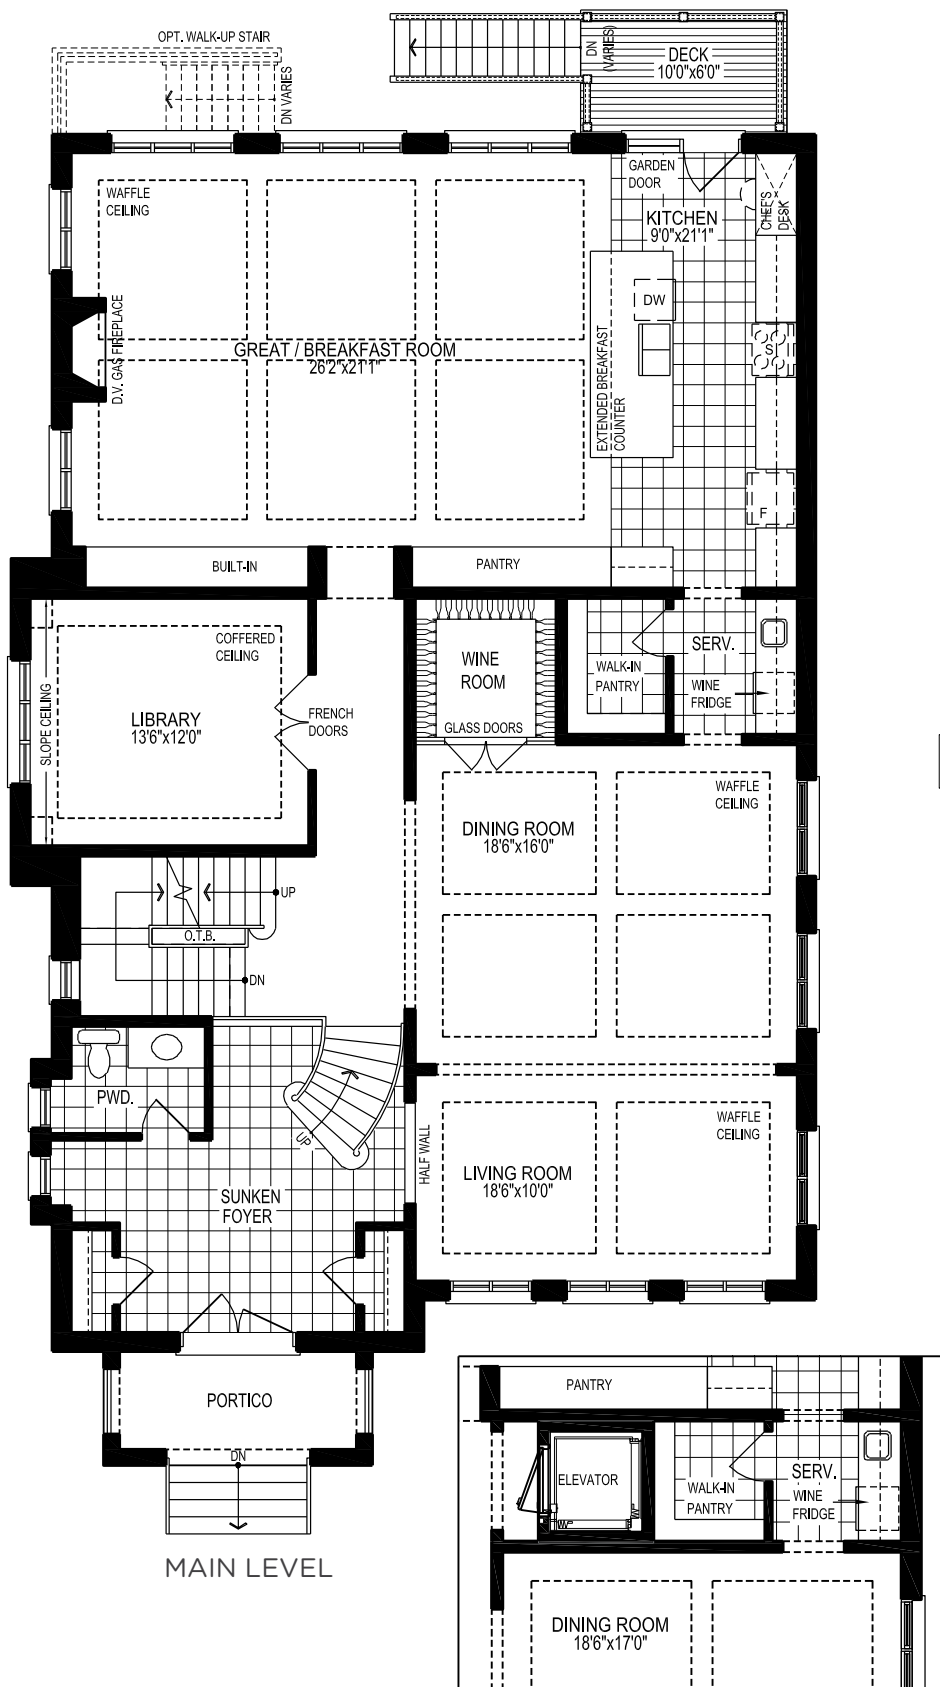 OPT. WALK-UP STAIR
DN VARIES
DN
(VARIES)
DECK
10'0"x6'0"
WAFFLE
CEILING
GARDEN
DOOR
CHEF'S
DESK
KITCHEN
9'0"x21'1"
DW
D.V. GAS FIREPLACE
GREAT / BREAKFAST ROOM
26'2"x21'1"
EXTENDED BREAKFAST
COUNTER
S
F
BUILT-IN
PANTRY
COFFERED
CEILING
SLOPE CEILING
LIBRARY
13'6"x12'0"
FRENCH
DOORS
WINE
ROOM
GLASS DOORS
WALK-IN
PANTRY
SERV.
WINE
FRIDGE
WAFFLE
CEILING
DINING ROOM
18'6"x16'0"
UP
O.T.B.
DN
PWD.
UP
HALF WALL
WAFFLE
CEILING
LIVING ROOM
18'6"x10'0"
SUNKEN
FOYER
PORTICO
DN
MAIN LEVEL
PANTRY
ELEVATOR
WALK-IN
PANTRY
SERV.
WINE
FRIDGE
DINING ROOM
18'6"x17'0"